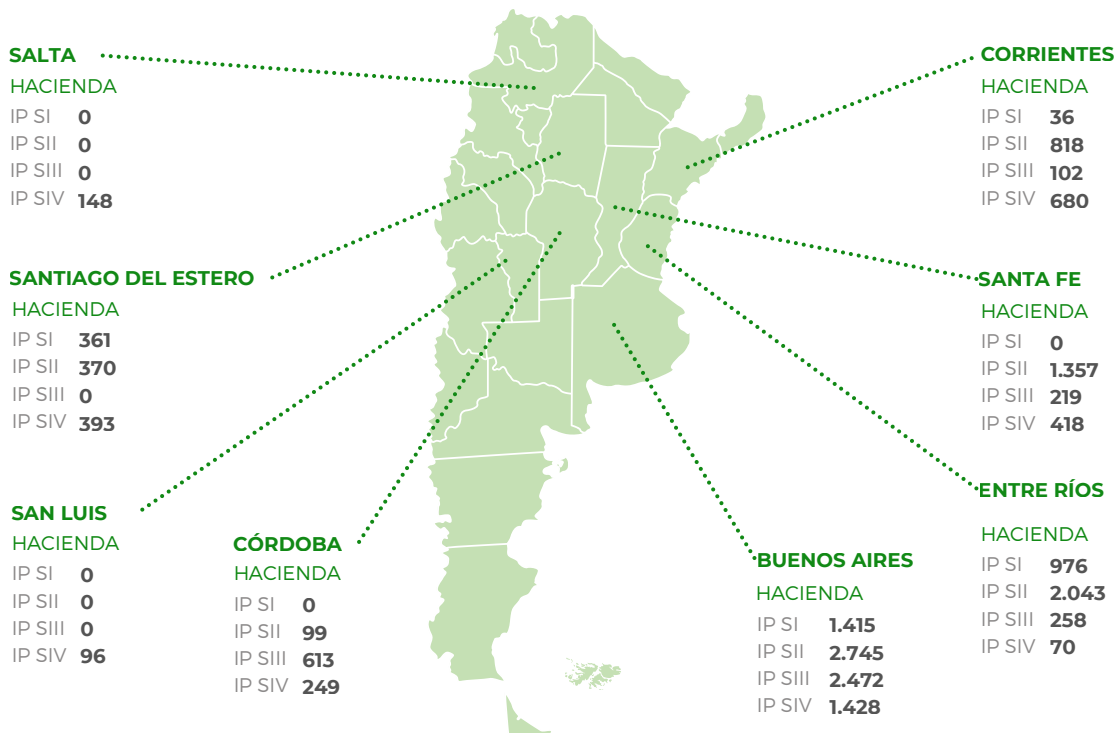 SALTA
HACIENDA
IP SI 0
IP SII 0
IP SIII 0
IP SIV 148
SANTIAGO DEL ESTERO
HACIENDA
IP SI 361
IP SII 370
IP SIII 0
IP SIV 393
SAN LUIS
HACIENDA
IP SI 0
IP SII 0
IP SIII 0
IP SIV 96
CÓRDOBA
HACIENDA
IP SI 0
IP SII 99
IP SIII 613
IP SIV 249
BUENOS AIRES
HACIENDA
IP SI 1.415
IP SII 2.745
IP SIII 2.472
IP SIV 1.428
CORRIENTES
HACIENDA
IP SI 36
IP SII 818
IP SIII 102
IP SIV 680
SANTA FE
HACIENDA
IP SI 0
IP SII 1.357
IP SIII 219
IP SIV 418
ENTRE RÍOS
HACIENDA
IP SI 976
IP SII 2.043
IP SIII 258
IP SIV 70